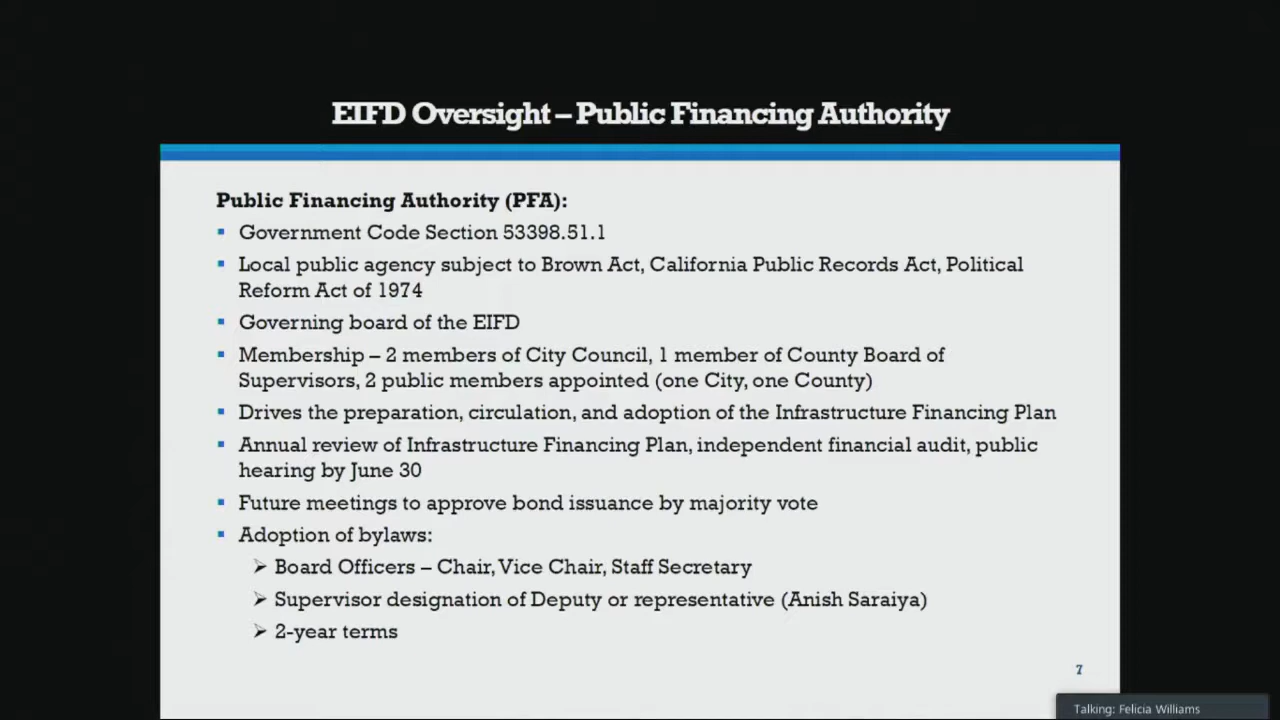 EIFD Oversight – Public Financing Authority
Public Financing Authority (PFA):
▪ Government Code Section 53398.51.1
▪ Local public agency subject to Brown Act, California Public Records Act, Political
Reform Act of 1974
▪ Governing board of the EIFD
▪ Membership – 2 members of City Council, 1 member of County Board of
Supervisors, 2 public members appointed (one City, one County)
▪ Drives the preparation, circulation, and adoption of the Infrastructure Financing Plan
▪ Annual review of Infrastructure Financing Plan, independent financial audit, public
hearing by June 30
▪ Future meetings to approve bond issuance by majority vote
▪ Adoption of bylaws:
➢ Board Officers – Chair, Vice Chair, Staff Secretary
➢ Supervisor designation of Deputy or representative (Anish Saraiya)
➢ 2-year terms
7
Talking: Felicia Williams